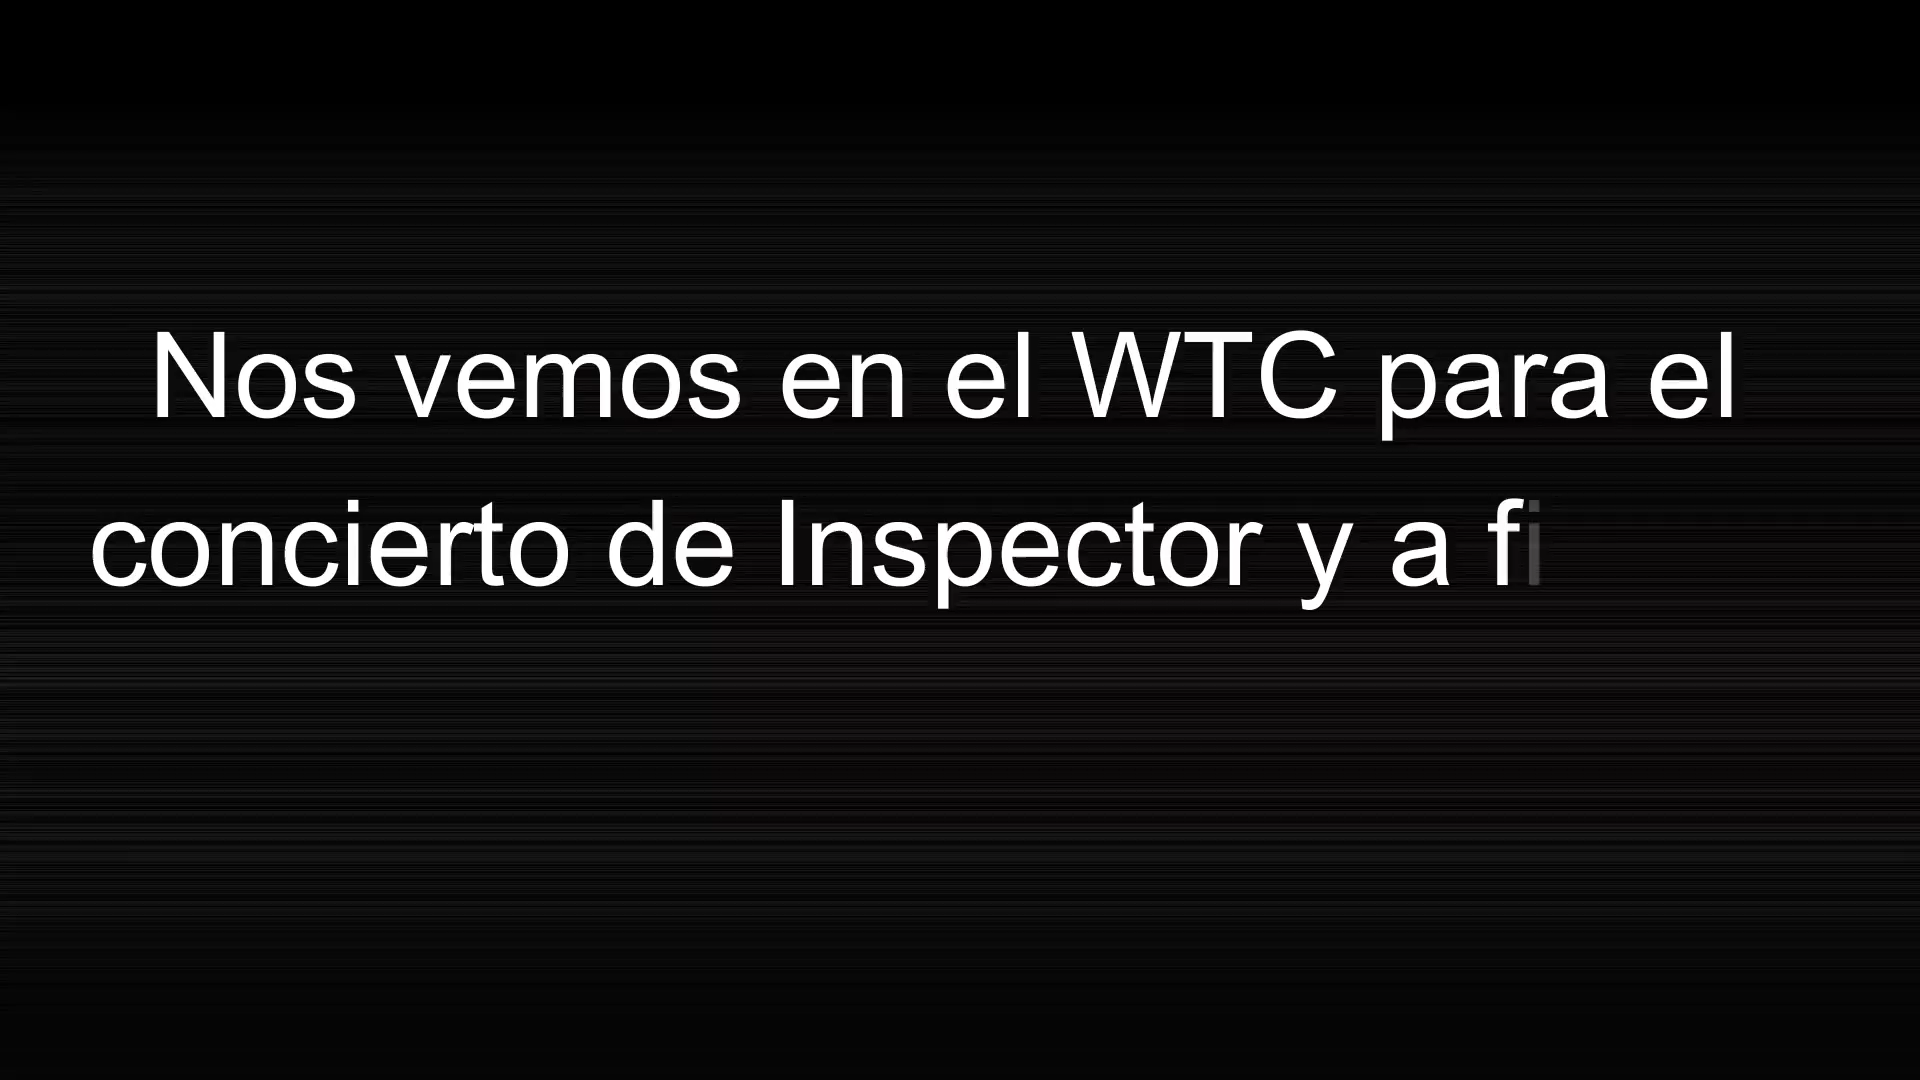 Nos vemos en el WTC para el
concierto de Inspector y a fi